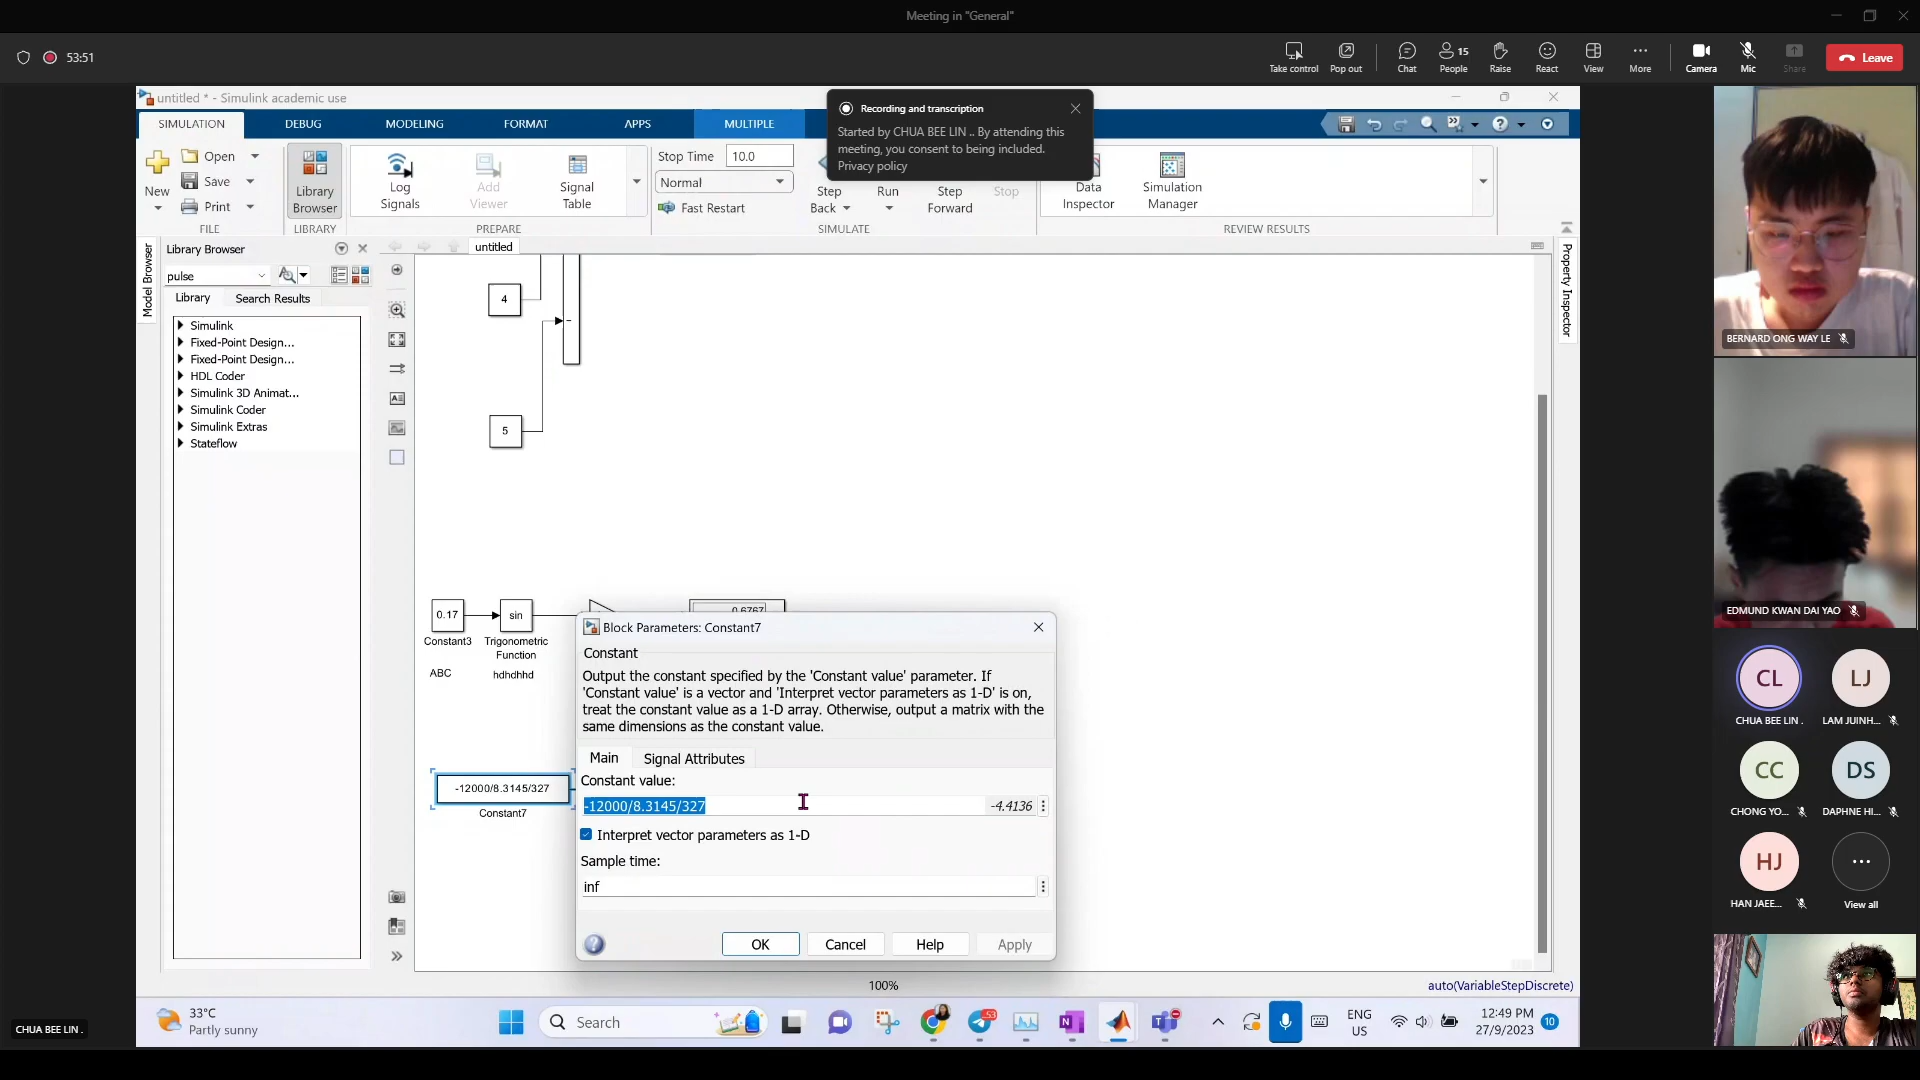 Meeting in "General"
53:51
Take control
Pop out
Chat
15
People
Raise
React
View
More
Camera
Mic
Share
Leave
untitled * - Simulink academic use
SIMULATION
DEBUG
MODELING
FORMAT
APPS
MULTIPLE
Recording and transcription
Started by CHUA BEE LIN .. By attending this
meeting, you consent to being included.
Privacy policy
New
Open
Save
Print
FILE
Library
Browser
LIBRARY
Log
Signals
Add
Viewer
Signal
Table
PREPARE
Stop Time
10.0
Normal
Fast Restart
Step
Back
Run
Step
Forward
Stop
SIMULATE
Data
Inspector
Simulation
Manager
REVIEW RESULTS
Model Browser
Library Browser
pulse
Library
Search Results
Simulink
Fixed-Point Design...
Fixed-Point Design...
HDL Coder
Simulink 3D Animat...
Simulink Coder
Simulink Extras
Stateflow
untitled
Property Inspector
4
5
0.17
sin
0.6767
Constant3
Trigonometric
Function
ABC
hdhdhhd
-12000/8.3145/327
Constant7
Block Parameters: Constant7
Constant
Output the constant specified by the 'Constant value' parameter. If
'Constant value' is a vector and 'Interpret vector parameters as 1-D' is on,
treat the constant value as a 1-D array. Otherwise, output a matrix with the
same dimensions as the constant value.
Main
Signal Attributes
Constant value:
-12000/8.3145/327
-4.4136
Interpret vector parameters as 1-D
Sample time:
inf
OK
Cancel
Help
Apply
100%
auto(VariableStepDiscrete)
BERNARD ONG WAY LE
EDMUND KWAN DAI YAO
CL
CHUA BEE LIN .
LJ
LAM JUINH...
CC
CHONG YO...
DS
DAPHNE HI...
HJ
HAN JAEE...
View all
CHUA BEE LIN .
33°C
Partly sunny
Search
53
ENG
US
12:49 PM
27/9/2023
10